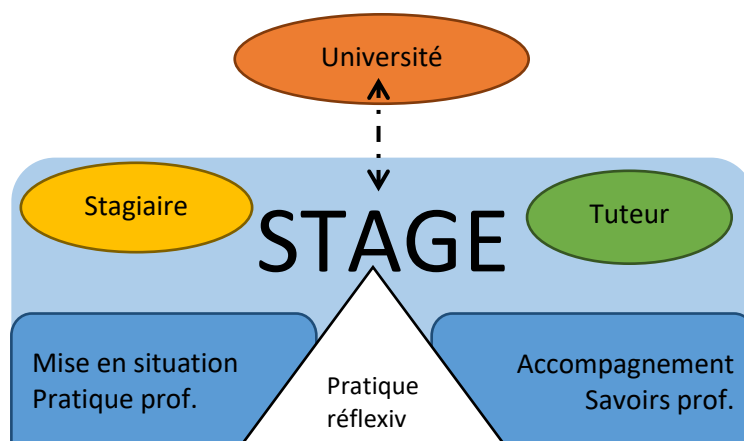 Université
Stagiaire
STAGE
Tuteur
Mise en situation
Pratique prof.
Pratique
réflexiv
Accompagnement
Savoirs prof.